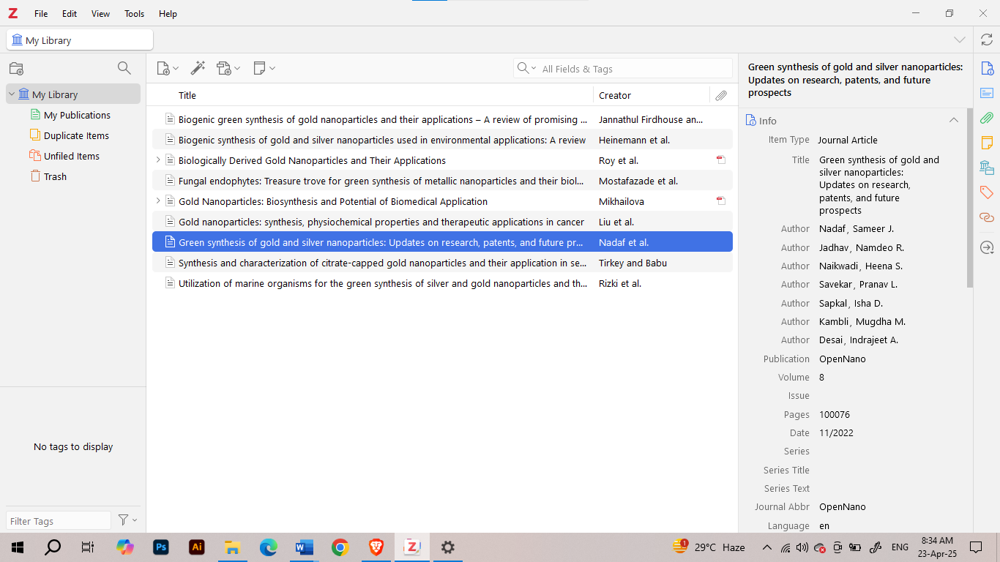 Z File Edit View Tools Help
My Library
My Library
My Publications
Duplicate Items
Unfiled Items
Trash
No tags to display
Filter Tags
All Fields & Tags
Title Creator
Biogenic green synthesis of gold nanoparticles and their applications – A review of promising ... Jannathul Firdhouse an...
Biogenic synthesis of gold and silver nanoparticles used in environmental applications: A review Heinemann et al.
Biologically Derived Gold Nanoparticles and Their Applications Roy et al.
Fungal endophytes: Treasure trove for green synthesis of metallic nanoparticles and their biol... Mostafazade et al.
Gold Nanoparticles: Biosynthesis and Potential of Biomedical Application Mikhailova
Gold nanoparticles: synthesis, physiochemical properties and therapeutic applications in cancer Liu et al.
Green synthesis of gold and silver nanoparticles: Updates on research, patents, and future pr... Nadaf et al.
Synthesis and characterization of citrate-capped gold nanoparticles and their application in se... Tirkey and Babu
Utilization of marine organisms for the green synthesis of silver and gold nanoparticles and th... Rizki et al.
Green synthesis of gold and silver nanoparticles:
Updates on research, patents, and future
prospects
Info
Item Type Journal Article
Title Green synthesis of gold and
silver nanoparticles:
Updates on research,
patents, and future
prospects
Author Nadaf, Sameer J.
Author Jadhav, Namdeo R.
Author Naikwadi, Heena S.
Author Savekar, Pranav L.
Author Sapkal, Isha D.
Author Kambli, Mugdha M.
Author Desai, Indrajeet A.
Publication OpenNano
Volume 8
Issue
Pages 100076
Date 11/2022
Series
Series Title
Series Text
Journal Abbr OpenNano
Language en
Ps Ai W Z 1 29°C Haze ENG 8:34 AM
23-Apr-25